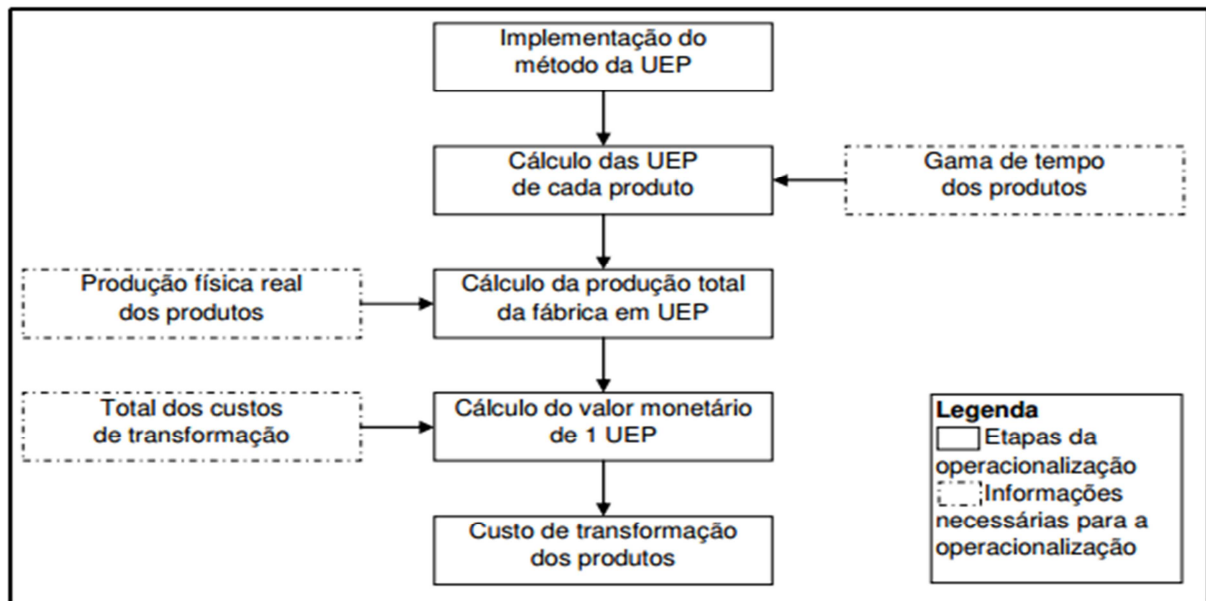 Implementação do
método da UEP
Cálculo das UEP
de cada produto
Gama de tempo
dos produtos
Produção física real
dos produtos
Cálculo da produção total
da fábrica em UEP
Total dos custos
de transformação
Cálculo do valor monetário
de 1 UEP
Custo de transformação
dos produtos
Legenda
Etapas da
operacionalização
Informações
necessárias para a
operacionalização